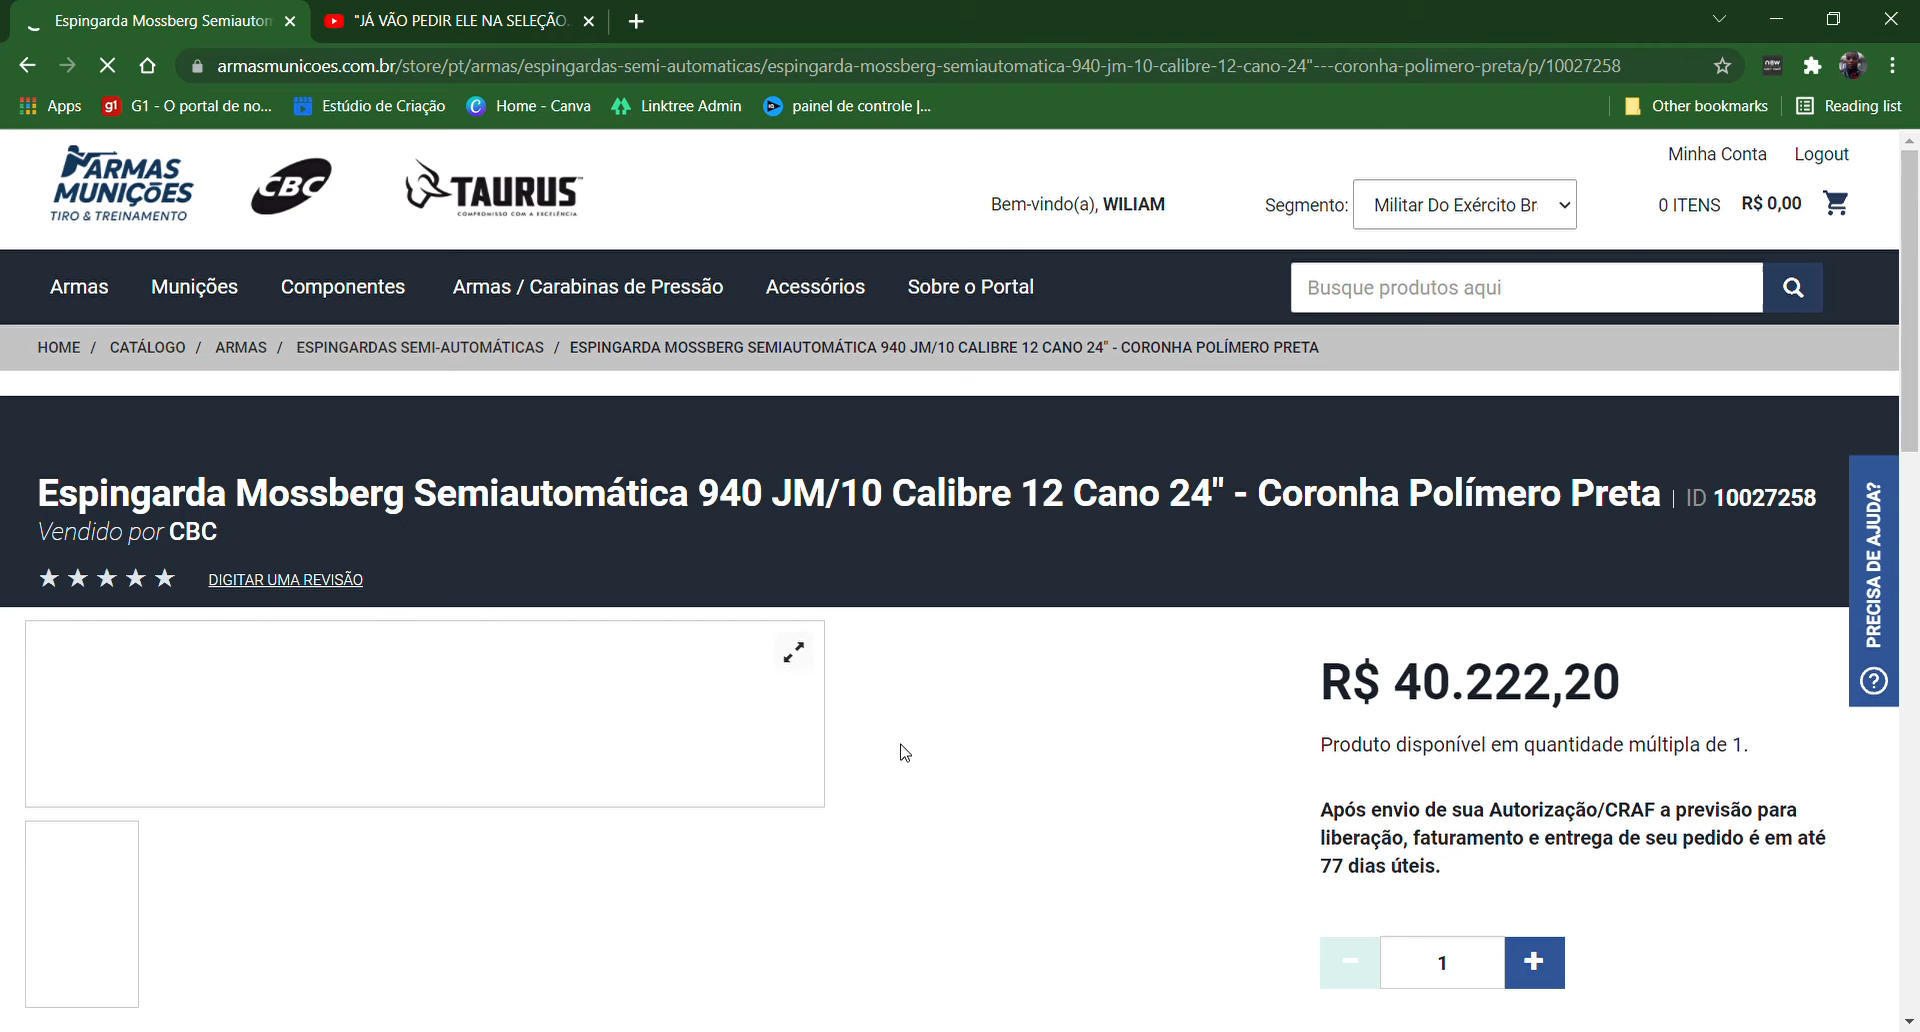 Espingarda Mossberg Semiautom
"JÁ VÃO PEDIR ELE NA SELEÇÃO.
armasmunicoes.com.br/store/pt/armas/espingardas-semi-automaticas/espingarda-mossberg-semiautomatica-940-jm-10-calibre-12-cano-24"---coronha-polimero-preta/p/10027258
Apps
g1 G1 - O portal de no...
Estúdio de Criação
Home - Canva
Linktree Admin
painel de controle |...
Other bookmarks
Reading list
Minha Conta Logout
ARMAS
MUNIÇÕES
TIRO & TREINAMENTO
CBC
TAURUS
COMPROMISSO COM A EXCELÊNCIA
Bem-vindo(a), WILIAM
Segmento: Militar Do Exército Br
0 ITENS R$ 0,00
Armas Munições Componentes Armas / Carabinas de Pressão Acessórios Sobre o Portal
Busque produtos aqui
HOME / CATÁLOGO / ARMAS / ESPINGARDAS SEMI-AUTOMÁTICAS / ESPINGARDA MOSSBERG SEMIAUTOMÁTICA 940 JM/10 CALIBRE 12 CANO 24" - CORONHA POLÍMERO PRETA
Espingarda Mossberg Semiautomática 940 JM/10 Calibre 12 Cano 24" - Coronha Polímero Preta | ID 10027258
Vendido por CBC
DIGITAR UMA REVISÃO
PRECISA DE AJUDA?
R$ 40.222,20
Produto disponível em quantidade múltipla de 1.
Após envio de sua Autorização/CRAF a previsão para
liberação, faturamento e entrega de seu pedido é em até
77 dias úteis.
− 1 +